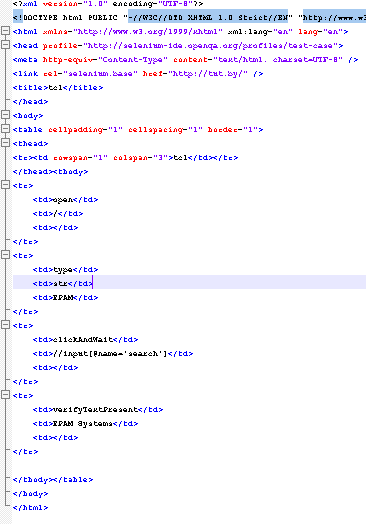 <?xml version="1.0" encoding="UTF-8"?>
<!DOCTYPE html PUBLIC "-//W3C//DTD XHTML 1.0 Strict//EN" "http://www.w3
<html xmlns="http://www.w3.org/1999/xhtml" xml:lang="en" lang="en">
<head profile="http://selenium-ide.openqa.org/profiles/test-case">
<meta http-equiv="Content-Type" content="text/html; charset=UTF-8" />
<link rel="selenium.base" href="http://tut.by/" />
<title>tc1</title>
</head>
<body>
<table cellpadding="1" cellspacing="1" border="1">
<thead>
<tr><td rowspan="1" colspan="3">tc1</td></tr>
</thead><tbody>
<tr>
<td>open</td>
<td>/</td>
<td></td>
</tr>
<tr>
<td>type</td>
<td>str</td>
<td>EPAM</td>
</tr>
<tr>
<td>clickAndWait</td>
<td>//input[@name='search']</td>
<td></td>
</tr>
<tr>
<td>verifyTextPresent</td>
<td>EPAM Systems</td>
<td></td>
</tr>
</tbody></table>
</body>
</html>